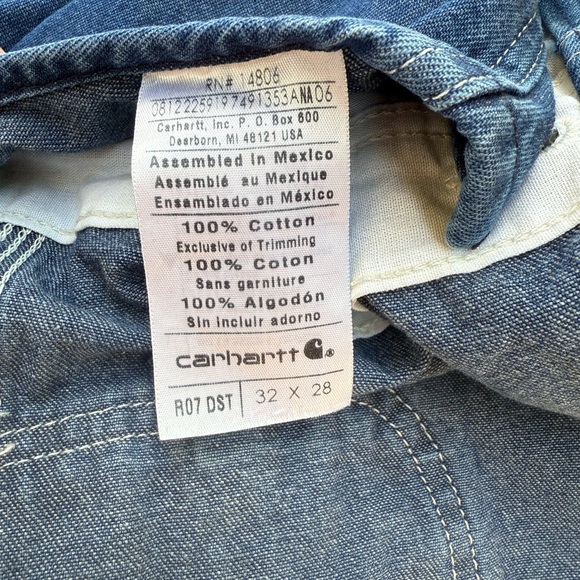 RN# 14806
0812225919749​1353ANA06
Carhartt, Inc. P. O. Box 600
Dearborn, MI 48121 USA
Assembled in Mexico
Assemblé au Mexique
Ensamblado en México
100% Cotton
Exclusive of Trimming
100% Coton
Sans garniture
100% Algodón
Sin incluir adorno
carhartt ®
R07 DST 32 X 28